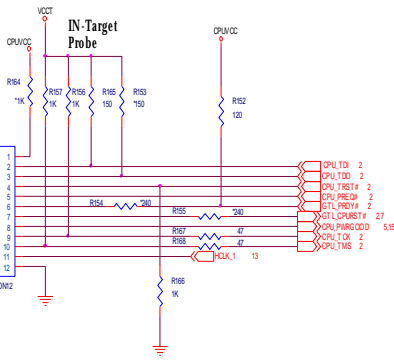 VCCT
IN-Target
Probe
CPUVCC
CPUVCC
R164
*1K
R157
1K
R156
1K
R165
150
R153
*150
R152
120
1
2
3
4
5
6
7
8
9
10
11
12
CPU_TDI 2
CPU_TDO 2
CPU_TRST# 2
CPU_PREQ# 2
R154 *240
GTL_PRDY# 2
R155 *240
GTL_CPURST# 2,7
CPU_PWRGOOD 5,15
R167 47
CPU_TCK 2
R168 47
CPU_TMS 2
HCLK_1 13
R166
1K